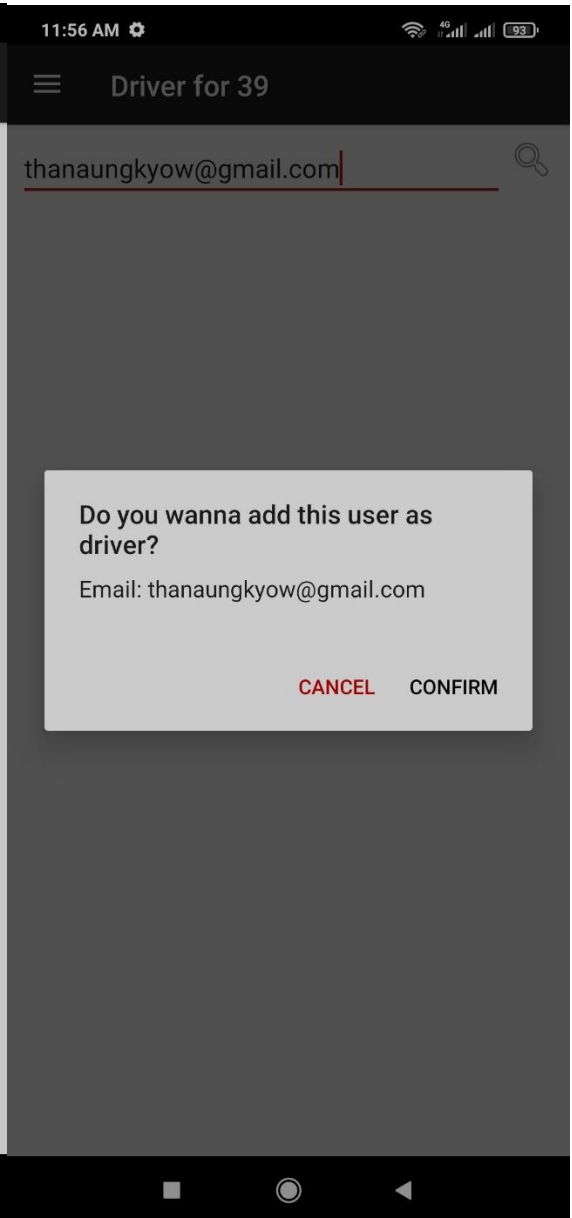 11:56 AM
4G
93
Driver for 39
thanaungkyow@gmail.com
Do you wanna add this user as
driver?
Email: thanaungkyow@gmail.com
CANCEL CONFIRM